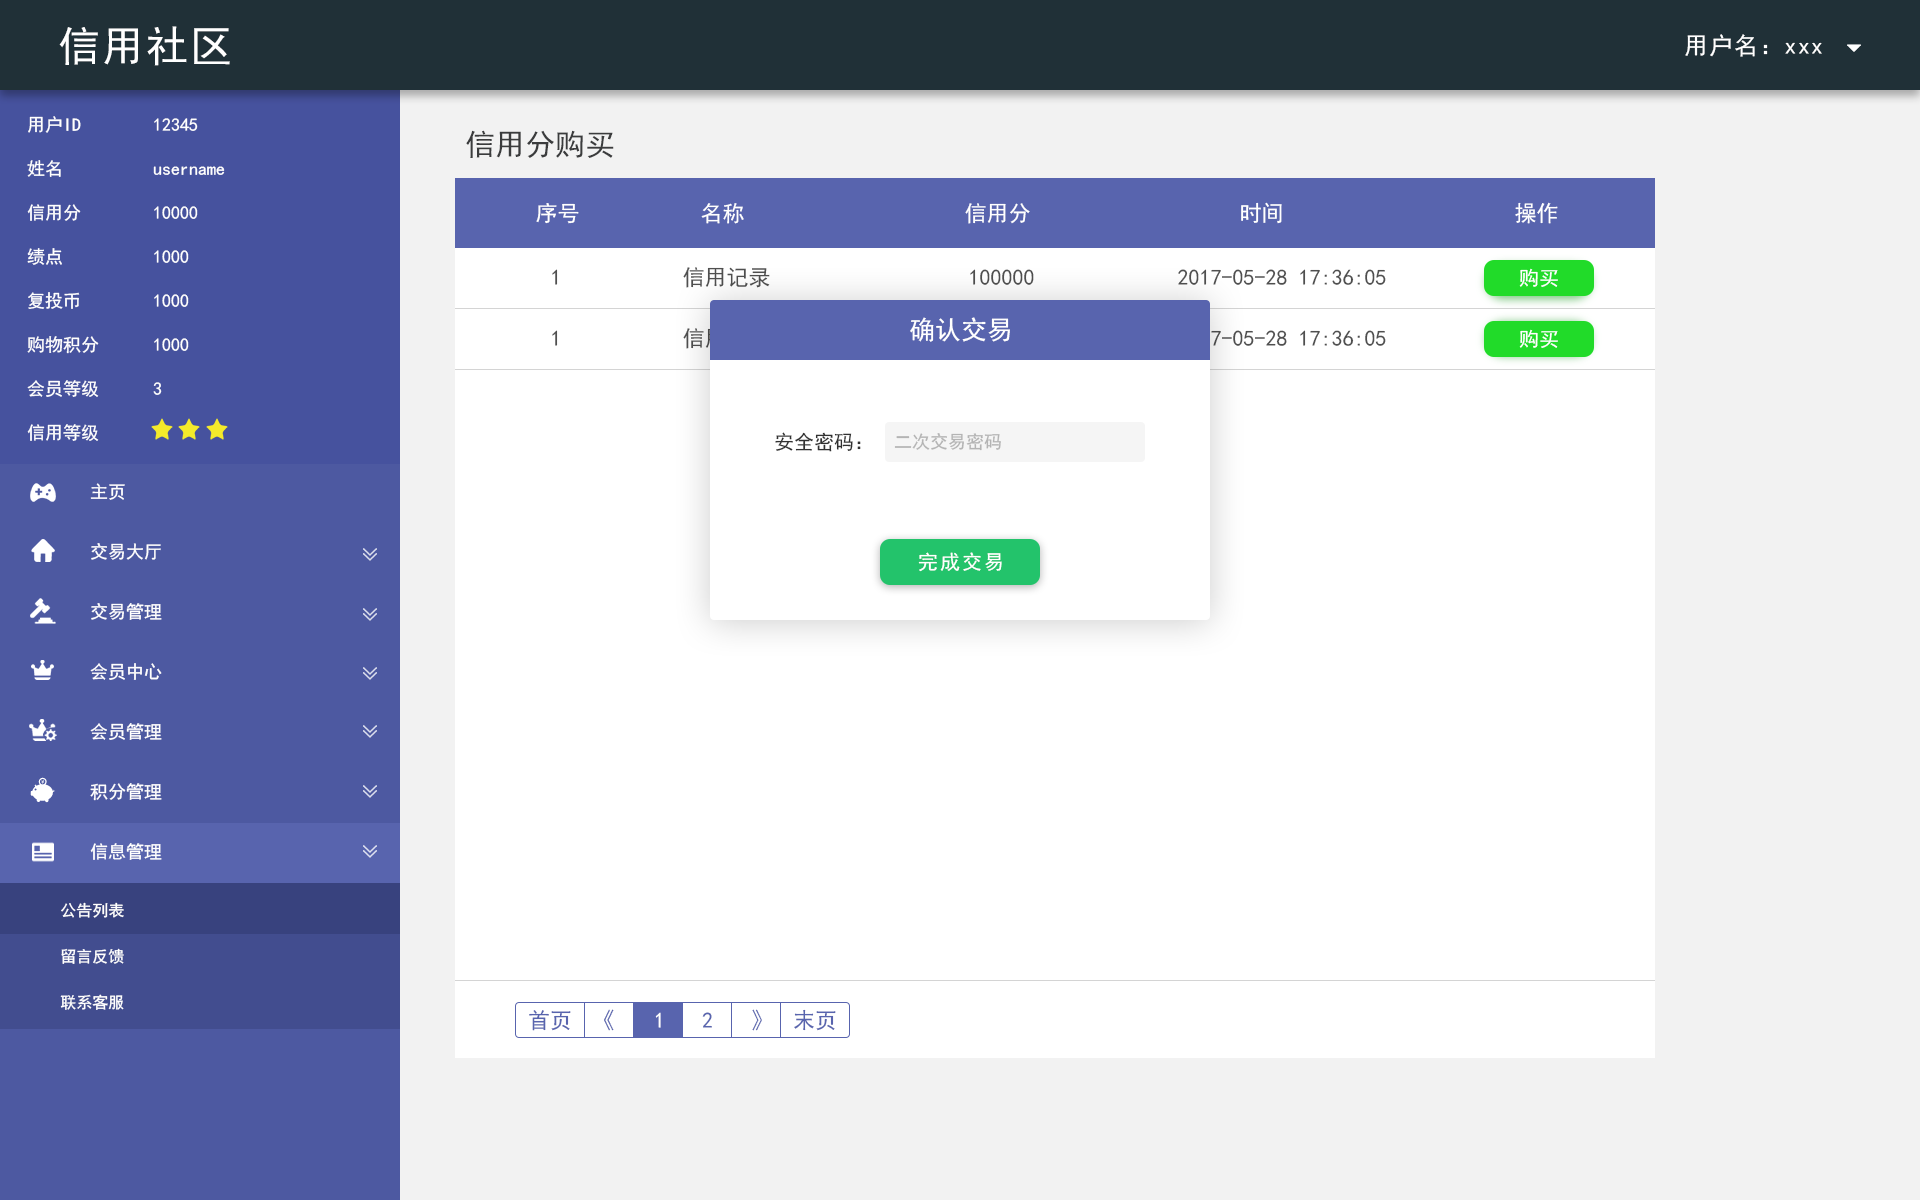 信用社区
用户名：xxx
用户ID 12345
姓名 username
信用分 10000
绩点 1000
复投币 1000
购物积分 1000
会员等级 3
信用等级
主页
交易大厅
交易管理
会员中心
会员管理
积分管理
信息管理
公告列表
留言反馈
联系客服
信用分购买
序号 名称 信用分 时间 操作
1 信用记录 100000 2017-05-28 17:36:05 购买
1 信 7-05-28 17:36:05 购买
确认交易
安全密码： 二次交易密码
完成交易
首页 《 1 2 》 末页